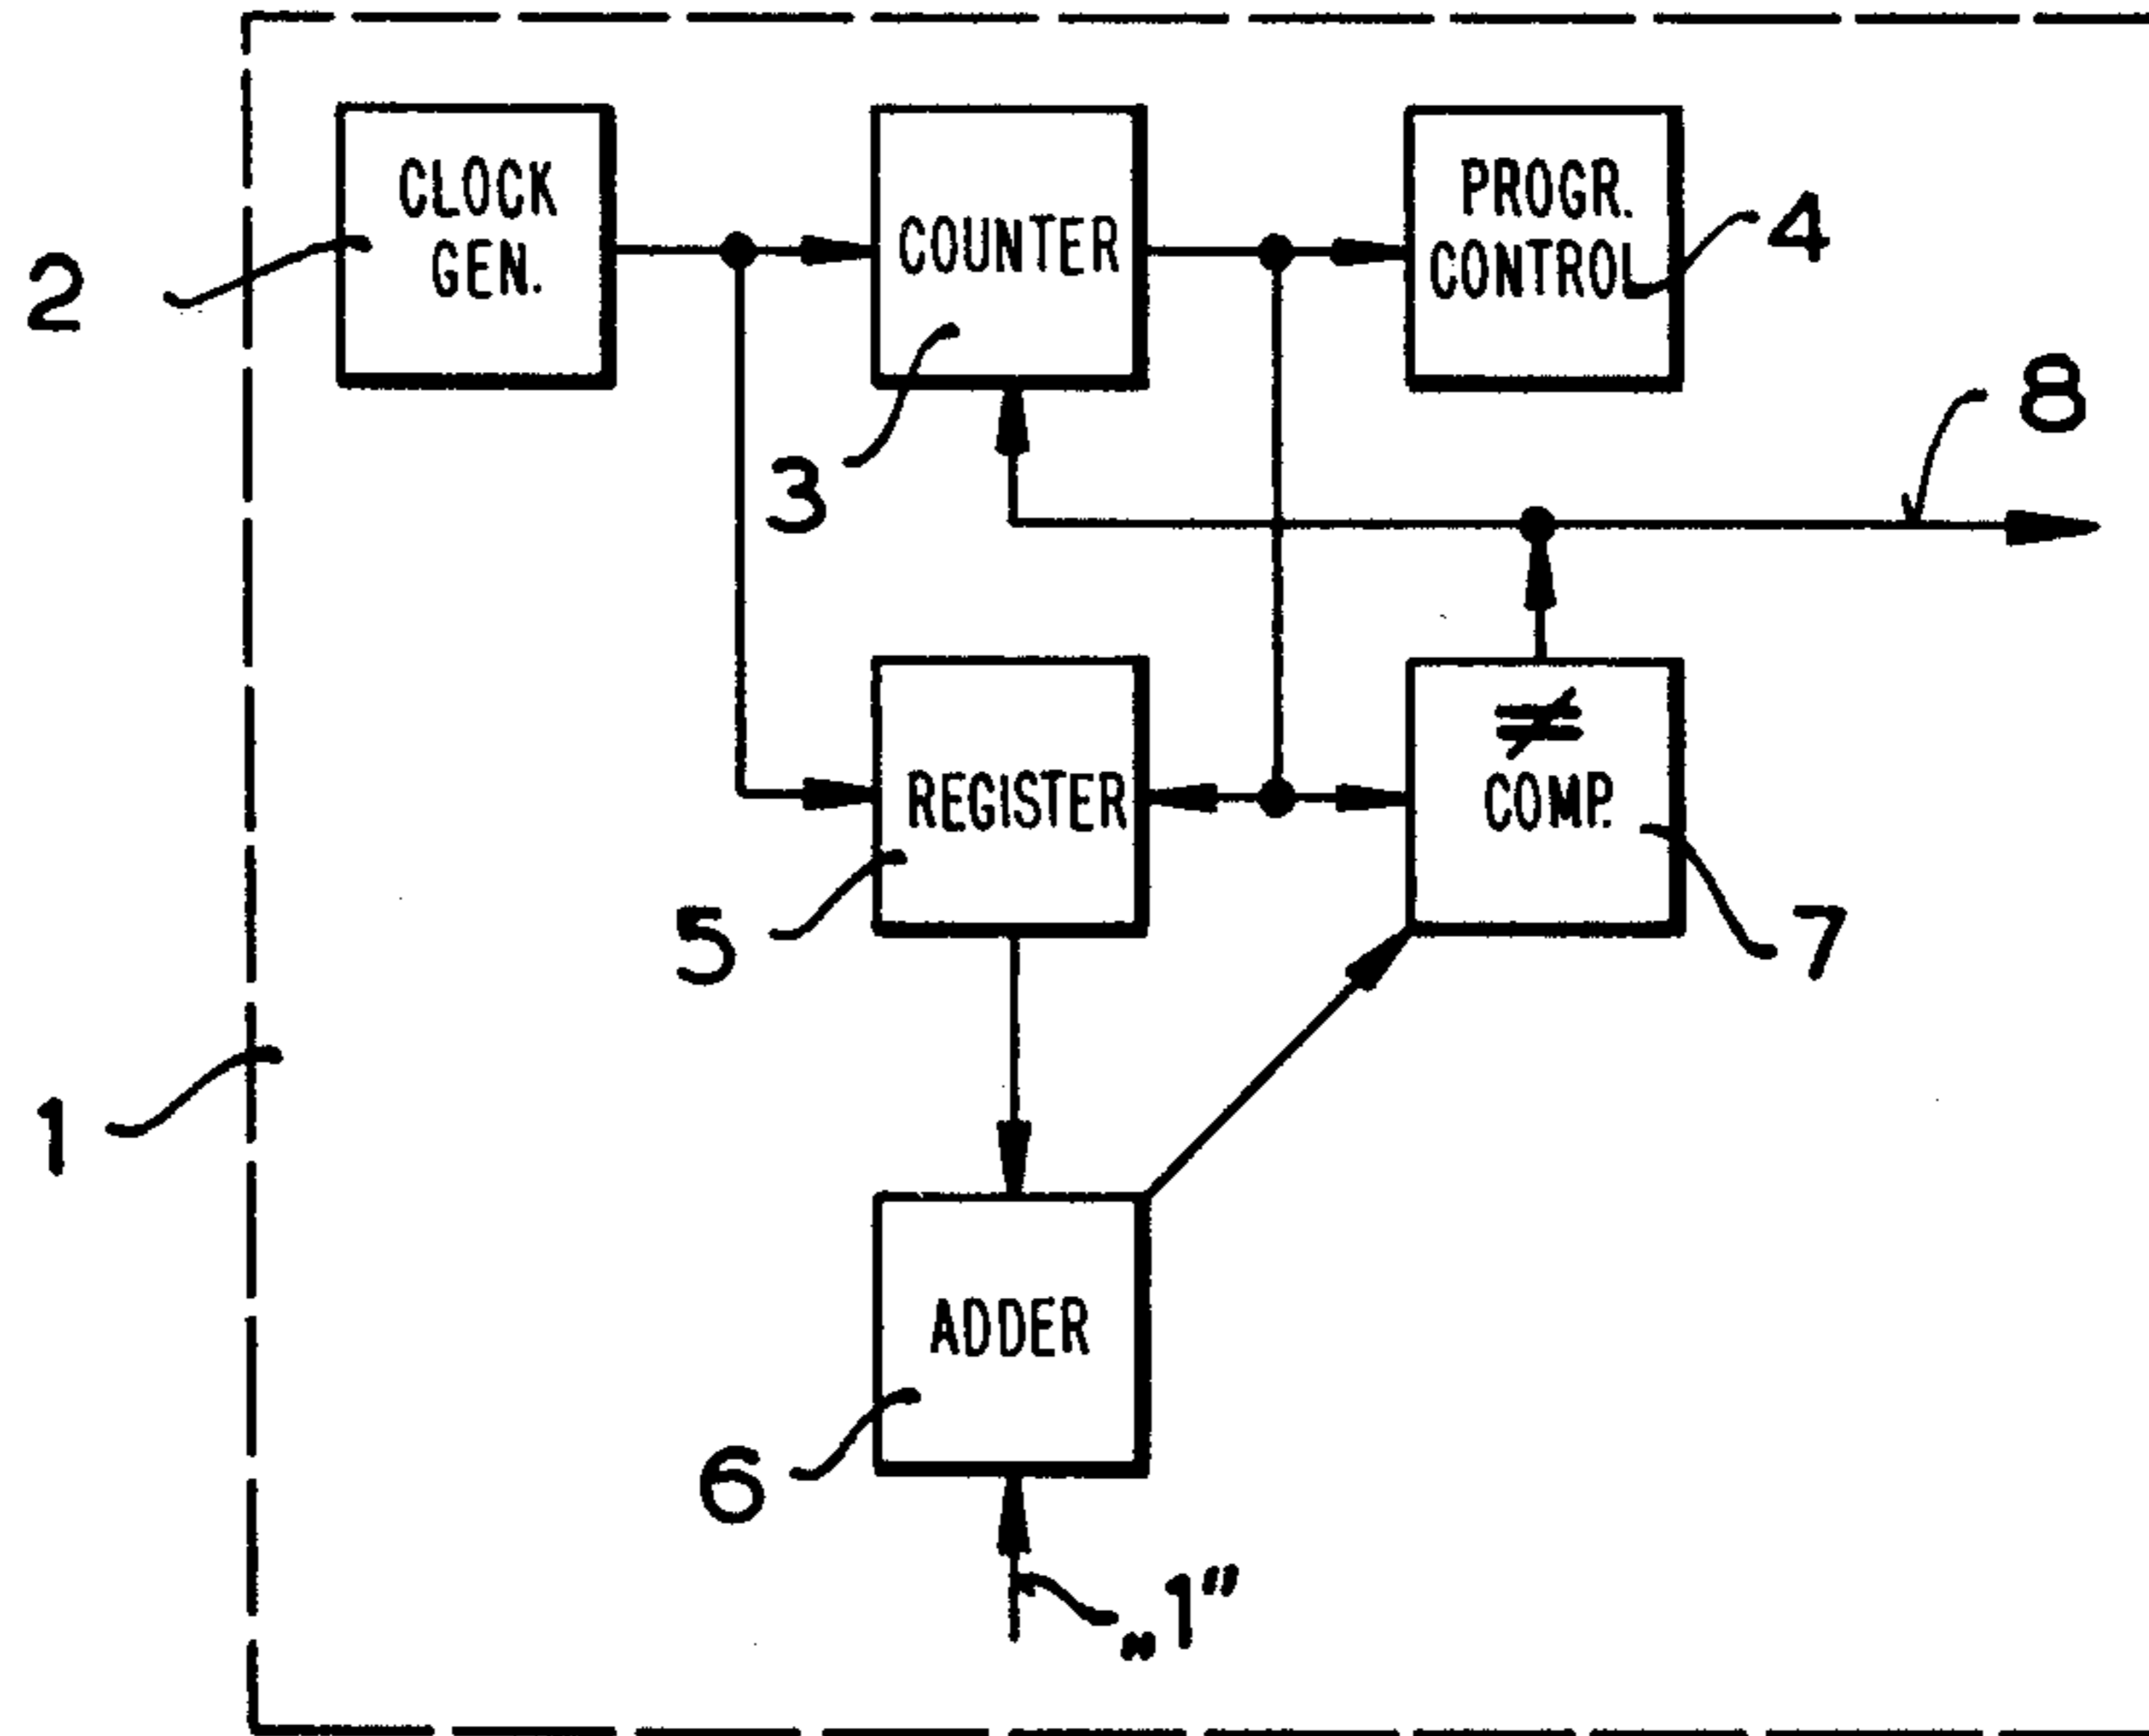 CLOCK
GEN.
COUNTER
PROGR.
CONTROL
2
3
4
8
REGISTER
≠
COMP.
5
7
1
ADDER
6
„1"